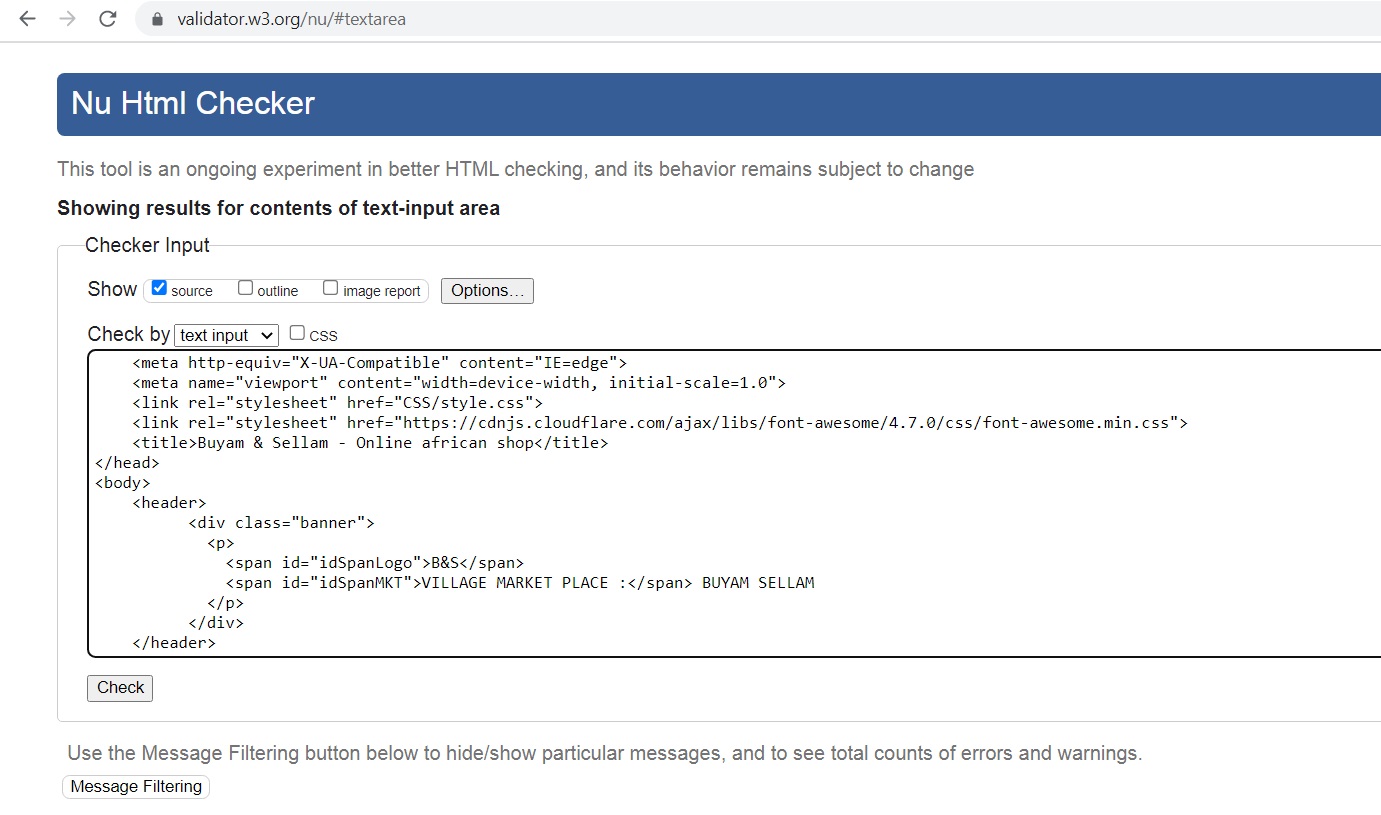 validator.w3.org/nu/#textarea
Nu Html Checker
This tool is an ongoing experiment in better HTML checking, and its behavior remains subject to change
Showing results for contents of text-input area
Checker Input
Show source outline image report Options...
Check by text input CSS
<meta http-equiv="X-UA-Compatible" content="IE=edge">
<meta name="viewport" content="width=device-width, initial-scale=1.0">
<link rel="stylesheet" href="CSS/style.css">
<link rel="stylesheet" href="https://cdnjs.cloudflare.com/ajax/libs/font-awesome/4.7.0/css/font-awesome.min.css">
<title>Buyam & Sellam - Online african shop</title>
</head>
<body>
<header>
<div class="banner">
<p>
<span id="idSpanLogo">B&S</span>
<span id="idSpanMKT">VILLAGE MARKET PLACE :</span> BUYAM SELLAM
</p>
</div>
</header>
Check
Use the Message Filtering button below to hide/show particular messages, and to see total counts of errors and warnings.
Message Filtering